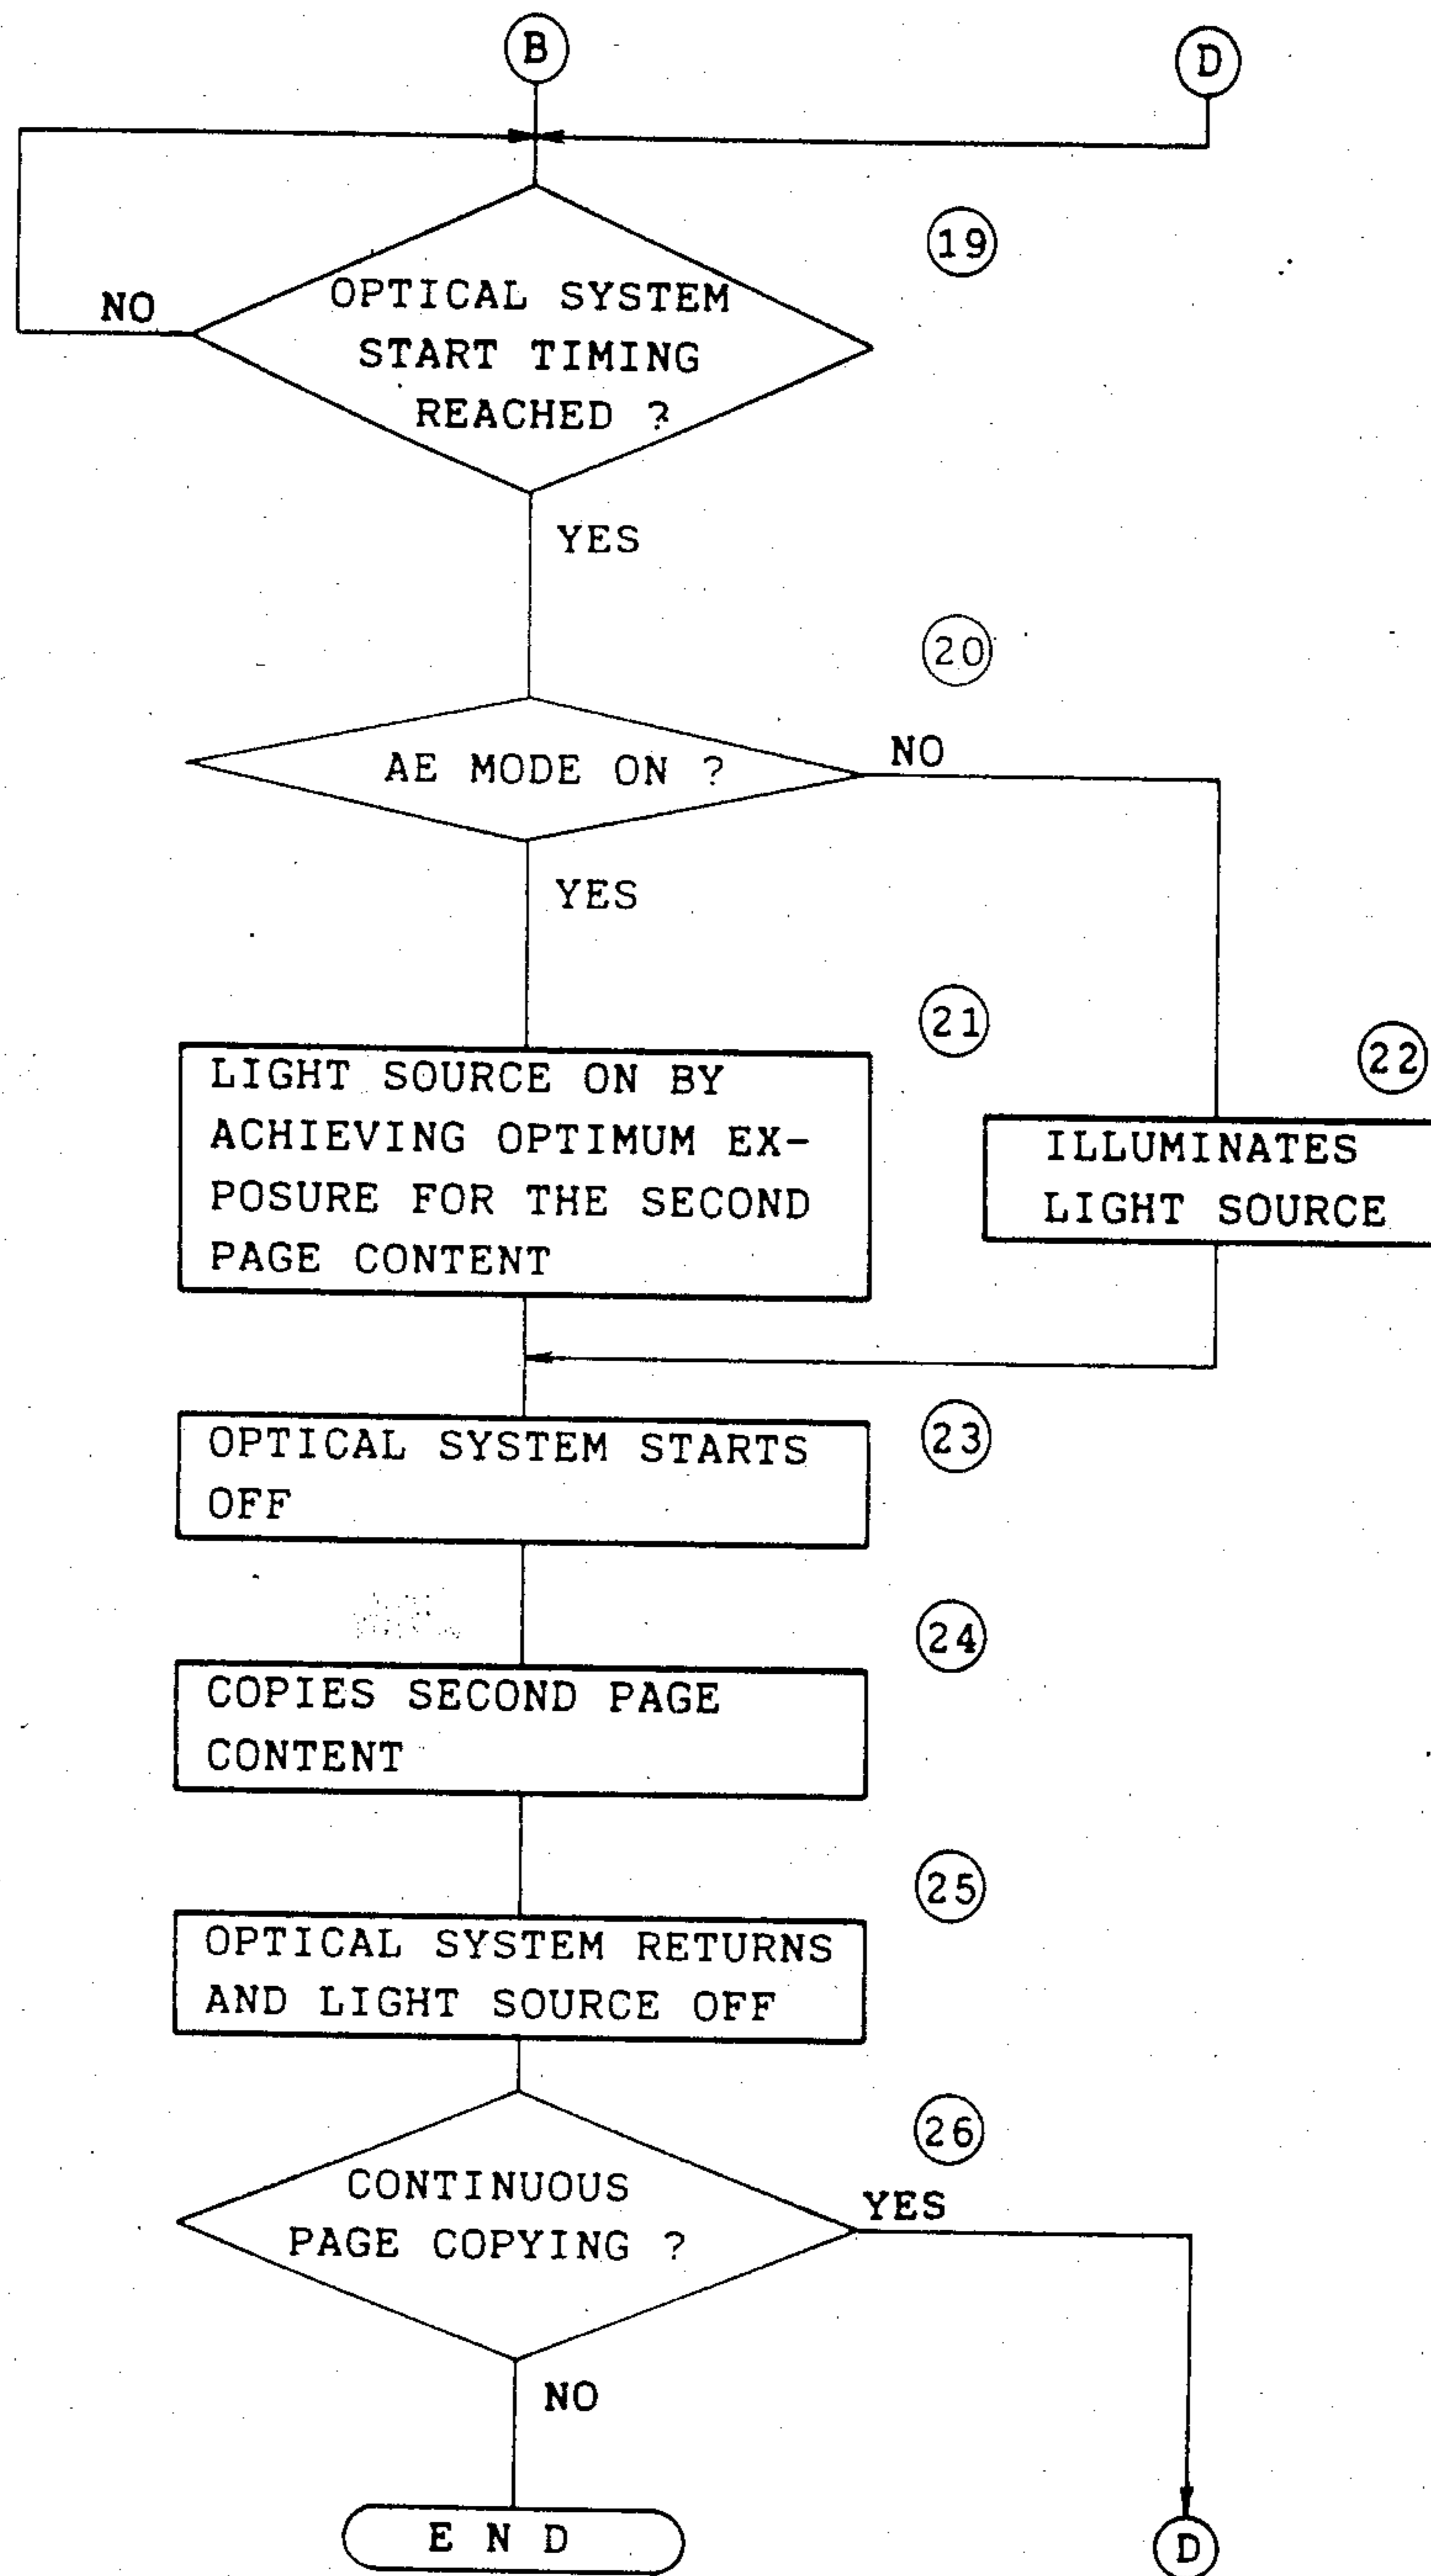 B
D
19
OPTICAL SYSTEM
START TIMING
REACHED ?
NO
YES
20
AE MODE ON ?
NO
YES
21
LIGHT SOURCE ON BY
ACHIEVING OPTIMUM EX-
POSURE FOR THE SECOND
PAGE CONTENT
22
ILLUMINATES
LIGHT SOURCE
23
OPTICAL SYSTEM STARTS
OFF
24
COPIES SECOND PAGE
CONTENT
25
OPTICAL SYSTEM RETURNS
AND LIGHT SOURCE OFF
26
CONTINUOUS
PAGE COPYING ?
YES
NO
END
D